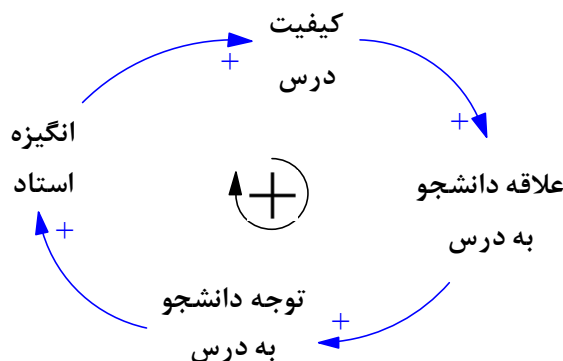 کیفیت
درس
+
+
انگیزه
استاد
علاقه دانشجو
به درس
+
+
توجه دانشجو
به درس
+